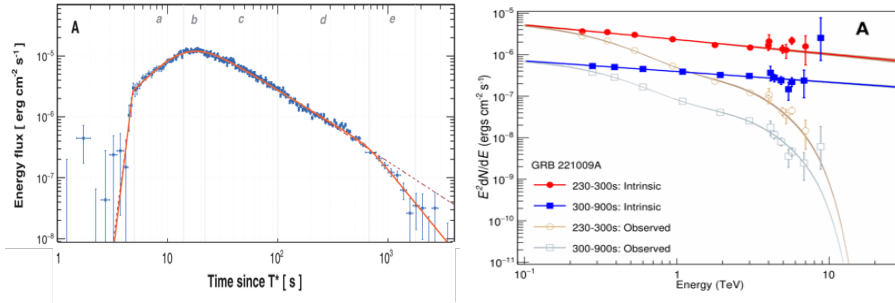 A
a
b
c
d
e
Energy flux [ erg cm⁻² s⁻¹ ]
10⁻⁵
10⁻⁶
10⁻⁷
10⁻⁸
1
10
10²
10³
Time since T* [ s ]
A
E²dN/dE (ergs cm⁻² s⁻¹)
10⁻⁴
10⁻⁵
10⁻⁶
10⁻⁷
10⁻⁸
10⁻⁹
10⁻¹⁰
10⁻¹¹
GRB 221009A
230-300s: Intrinsic
300-900s: Intrinsic
230-300s: Observed
300-900s: Observed
10⁻¹
1
10
Energy (TeV)